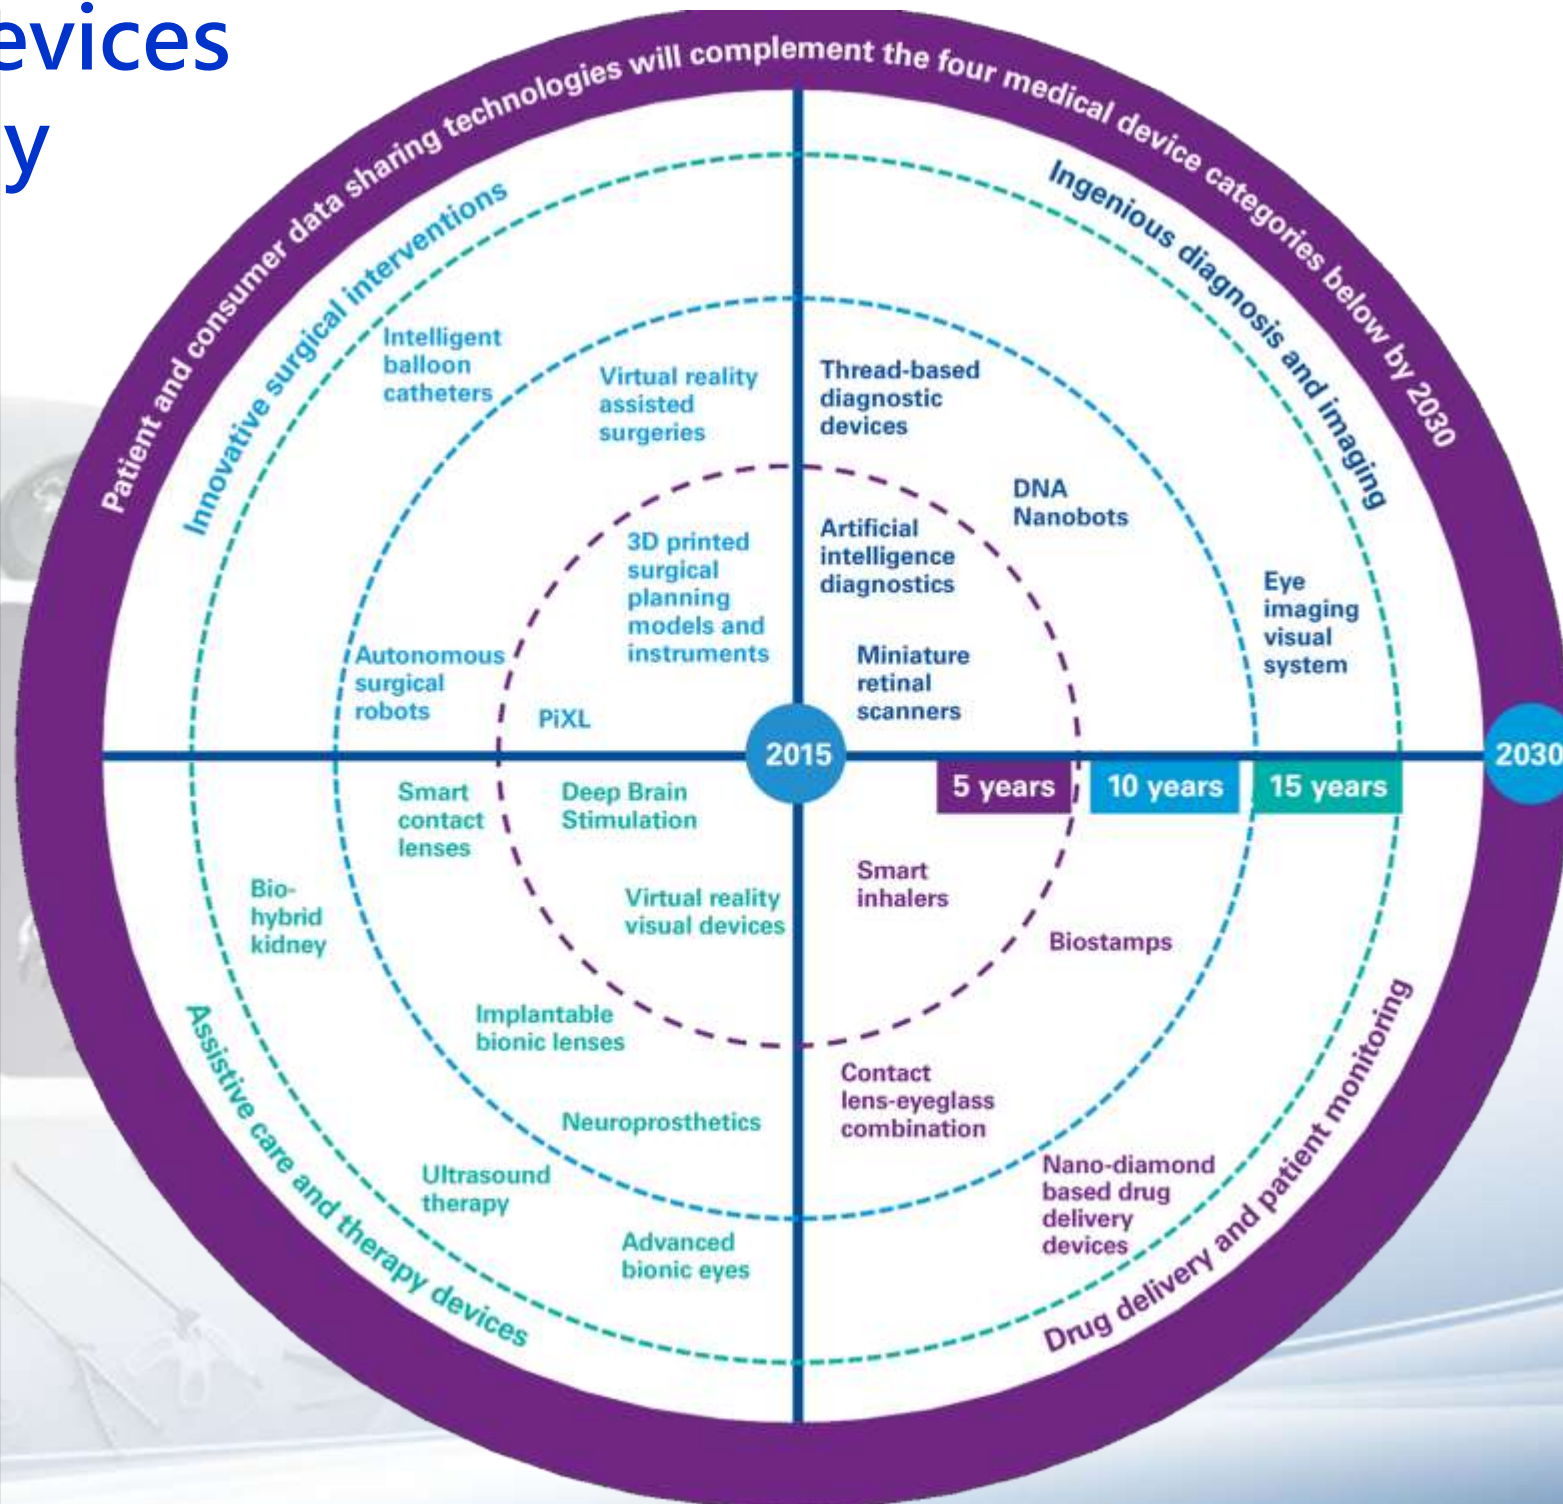 evices
y
Patient and consumer data sharing technologies will complement the four medical device categories below by 2030
Innovative surgical interventions
Intelligent
balloon
catheters
Virtual reality
assisted
surgeries
3D printed
surgical
planning
models and
instruments
Autonomous
surgical
robots
PiXL
Ingenious diagnosis and imaging
Thread-based
diagnostic
devices
DNA
Nanobots
Artificial
intelligence
diagnostics
Eye
imaging
visual
system
Miniature
retinal
scanners
2015
2030
5 years
10 years
15 years
Smart
contact
lenses
Deep Brain
Stimulation
Bio-
hybrid
kidney
Virtual reality
visual devices
Implantable
bionic lenses
Neuroprosthetics
Ultrasound
therapy
Advanced
bionic eyes
Assistive care and therapy devices
Smart
inhalers
Biostamps
Contact
lens-eyeglass
combination
Nano-diamond
based drug
delivery
devices
Drug delivery and patient monitoring